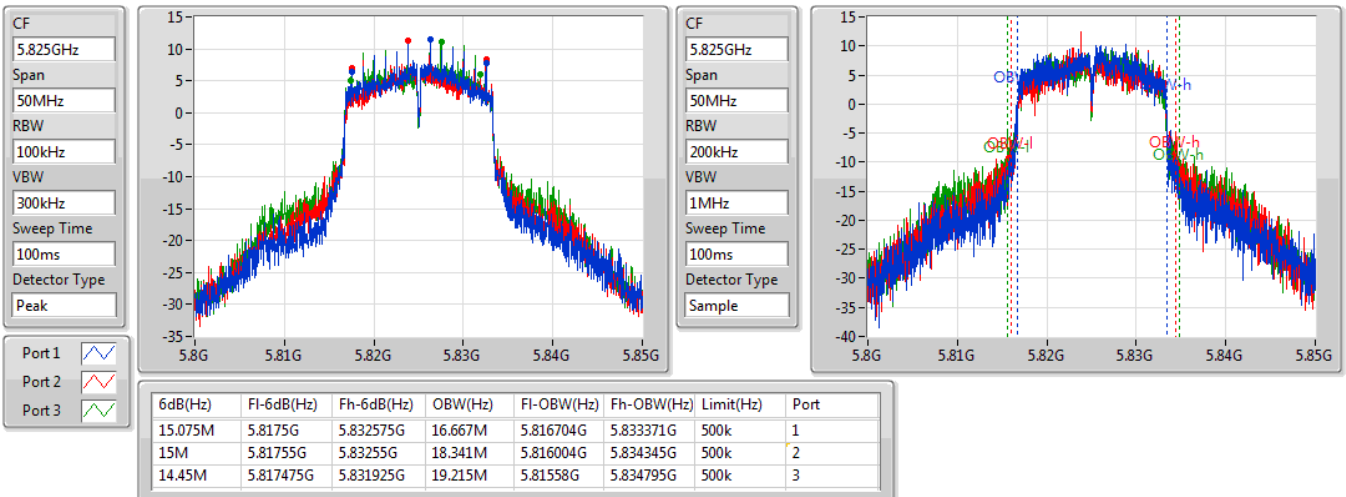 CF
5.825GHz
Span
50MHz
RBW
100kHz
VBW
300kHz
Sweep Time
100ms
Detector Type
Peak
Port 1
Port 2
Port 3
15
10
5
0
-5
-10
-15
-20
-25
-30
-35
5.8G 5.81G 5.82G 5.83G 5.84G 5.85G
CF
5.825GHz
Span
50MHz
RBW
200kHz
VBW
1MHz
Sweep Time
100ms
Detector Type
Sample
15
10
5
0
-5
-10
-15
-20
-25
-30
-35
-40
OBW-h
OBW-h
5.8G 5.81G 5.82G 5.83G 5.84G 5.85G
6dB(Hz) Fl-6dB(Hz) Fh-6dB(Hz) OBW(Hz) Fl-OBW(Hz) Fh-OBW(Hz) Limit(Hz) Port
15.075M 5.8175G 5.832575G 16.667M 5.816704G 5.833371G 500k 1
15M 5.81755G 5.83255G 18.341M 5.816004G 5.834345G 500k 2
14.45M 5.817475G 5.831925G 19.215M 5.81558G 5.834795G 500k 3